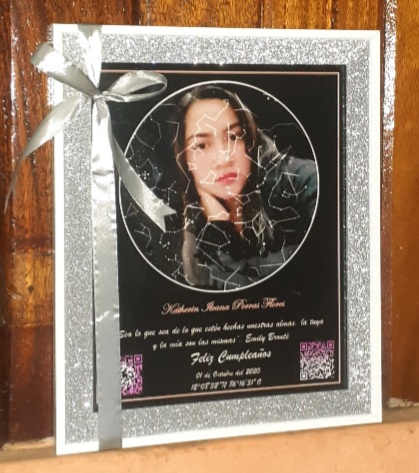 Katherin Ileana Porras Flores
Sea lo que sea de lo que estén hechas nuestras almas, la tuya
y la mía son las mismas". Emily Brontë
Feliz Cumpleaños
01 de Octubre del 2020